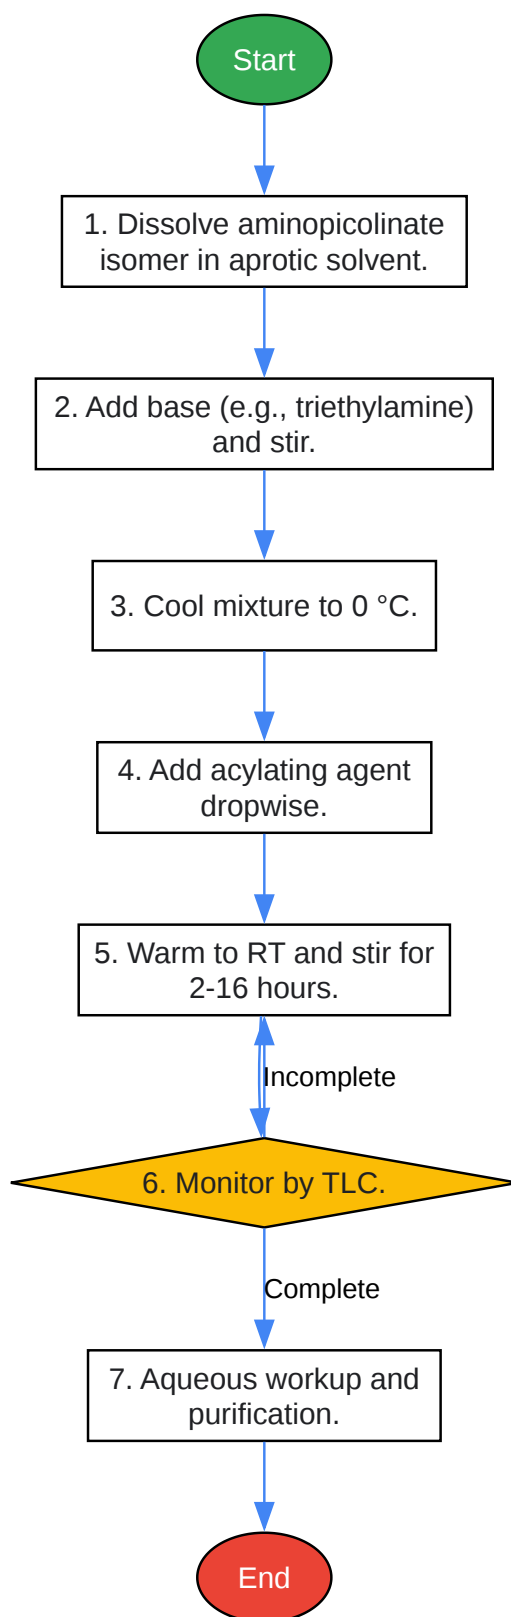 Start
1. Dissolve aminopicolinate
isomer in aprotic solvent.
2. Add base (e.g., triethylamine)
and stir.
3. Cool mixture to 0 °C.
4. Add acylating agent
dropwise.
5. Warm to RT and stir for
2-16 hours.
Incomplete
6. Monitor by TLC.
Complete
7. Aqueous workup and
purification.
End